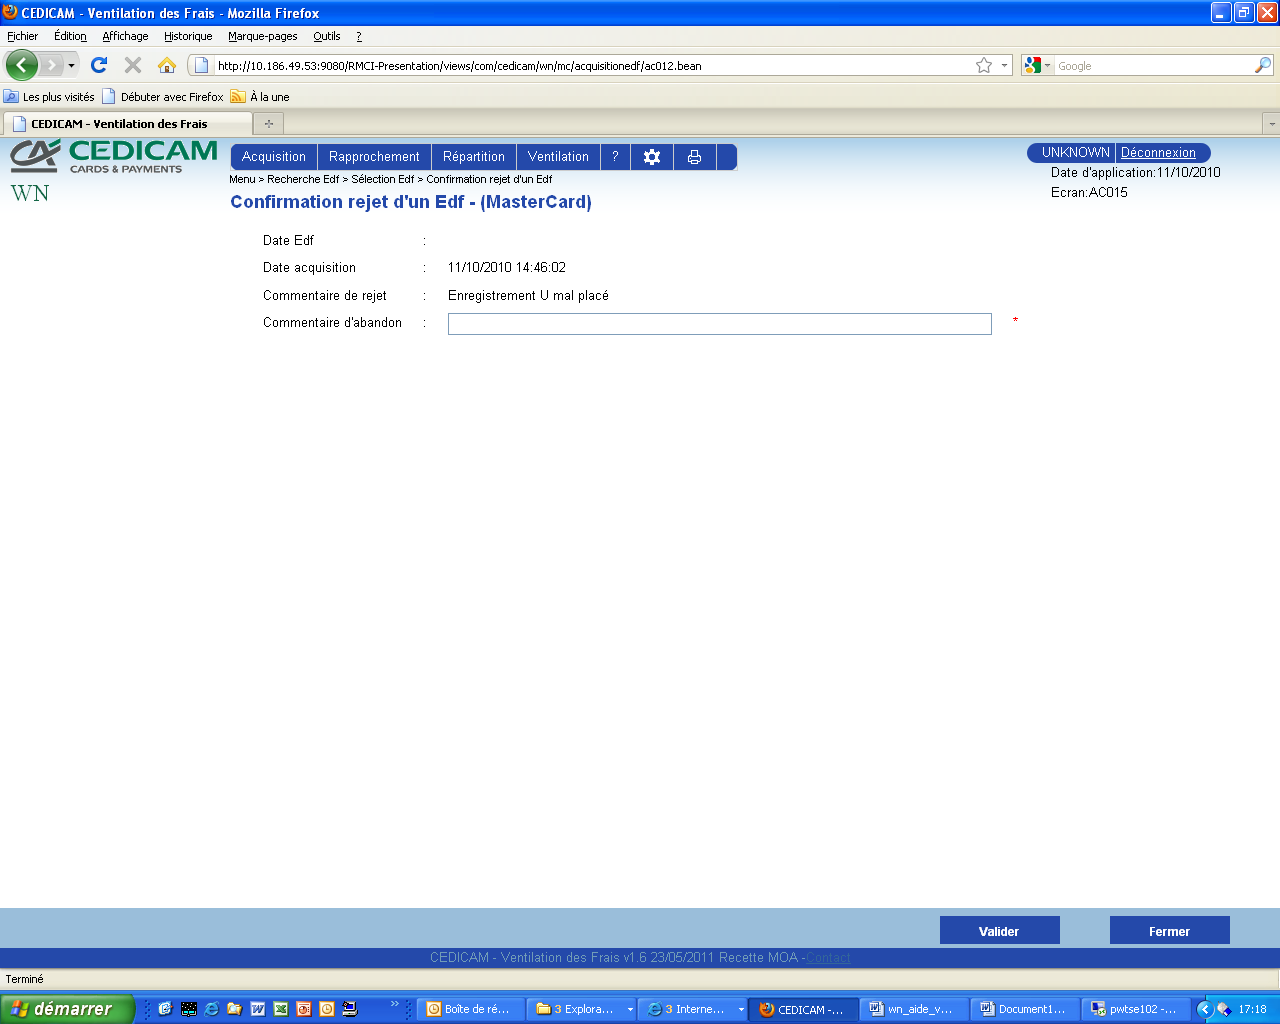 CEDICAM - Ventilation des Frais - Mozilla Firefox
Fichier Édition Affichage Historique Marque-pages Outils ?
http://10.186.49.53:9080/RMCI-Presentation/views/com/cedicam/wn/mc/acquisitionedf/ac012.bean
Google
Les plus visités Débuter avec Firefox À la une
CEDICAM - Ventilation des Frais
CEDICAM
CARDS & PAYMENTS
WN
Acquisition Rapprochement Répartition Ventilation ?
UNKNOWN Déconnexion
Date d'application:11/10/2010
Ecran:AC015
Menu > Recherche Edf > Sélection Edf > Confirmation rejet d'un Edf
Confirmation rejet d'un Edf - (MasterCard)
Date Edf :
Date acquisition : 11/10/2010 14:46:02
Commentaire de rejet : Enregistrement U mal placé
Commentaire d'abandon : *
Valider Fermer
CEDICAM - Ventilation des Frais v1.6 23/05/2011 Recette MOA -Contact
Terminé
démarrer
Boîte de ré... 3 Explora... 3 Interne... CEDICAM -... wn_aide_v... Document1... pwtse102 -... 17:18